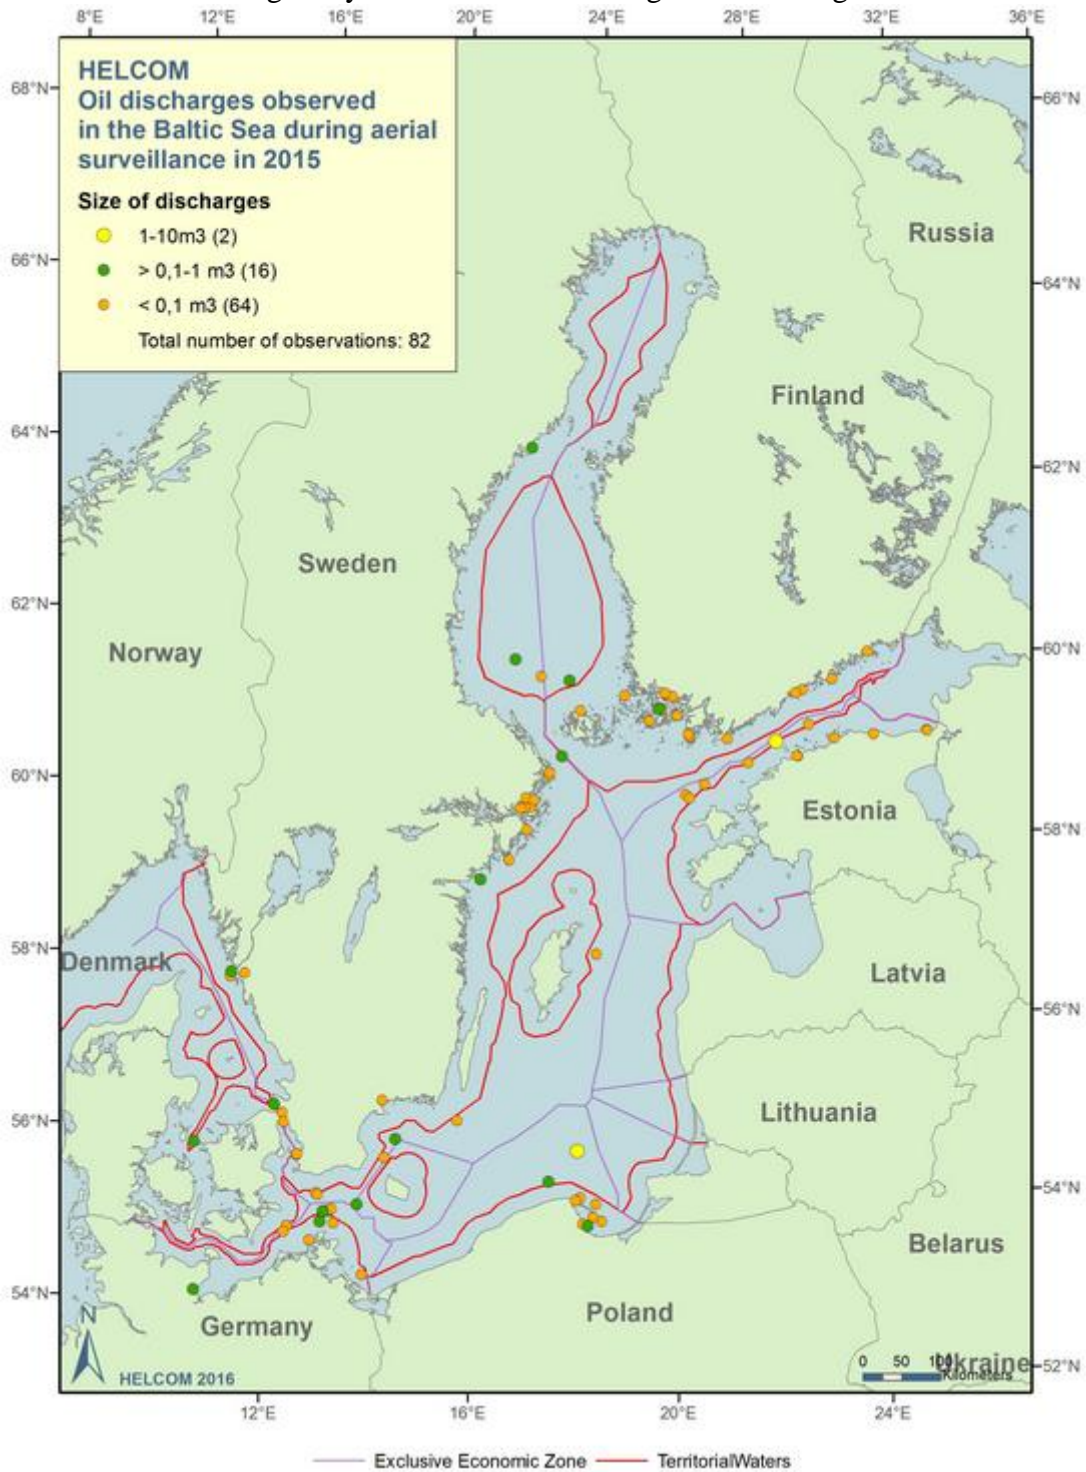 8°E 12°E 16°E 20°E 24°E 28°E 32°E 36°E
HELCOM
Oil discharges observed
in the Baltic Sea during aerial
surveillance in 2015
Size of discharges
1-10m3 (2)
> 0,1-1 m3 (16)
< 0,1 m3 (64)
Total number of observations: 82
68°N
66°N
64°N
62°N
60°N
58°N
56°N
54°N
66°N
64°N
62°N
60°N
58°N
56°N
54°N
52°N
Russia
Finland
Sweden
Norway
Estonia
Denmark
Latvia
Lithuania
Belarus
Poland
Germany
Ukraine
N
HELCOM 2016
0 50 100
Kilometers
12°E 16°E 20°E 24°E
Exclusive Economic Zone TerritorialWaters